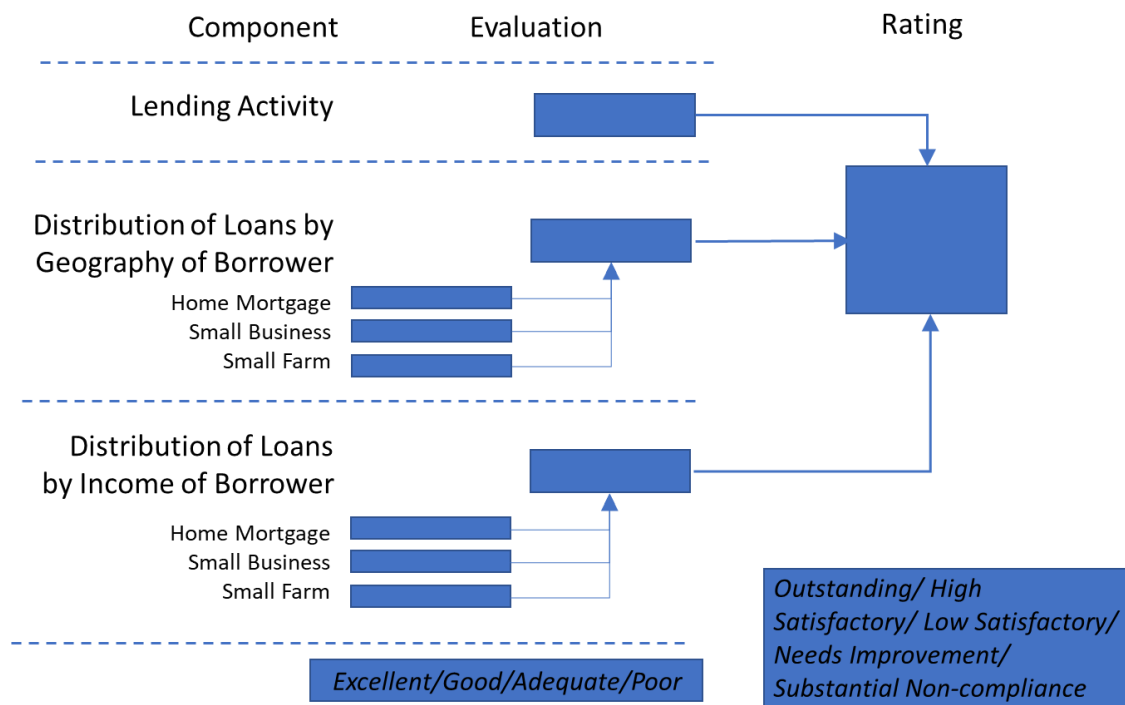 Component
Evaluation
Rating
Lending Activity
Distribution of Loans by
Geography of Borrower
Home Mortgage
Small Business
Small Farm
Distribution of Loans
by Income of Borrower
Home Mortgage
Small Business
Small Farm
Excellent/Good/Adequate/Poor
Outstanding/ High
Satisfactory/ Low Satisfactory/
Needs Improvement/
Substantial Non-compliance